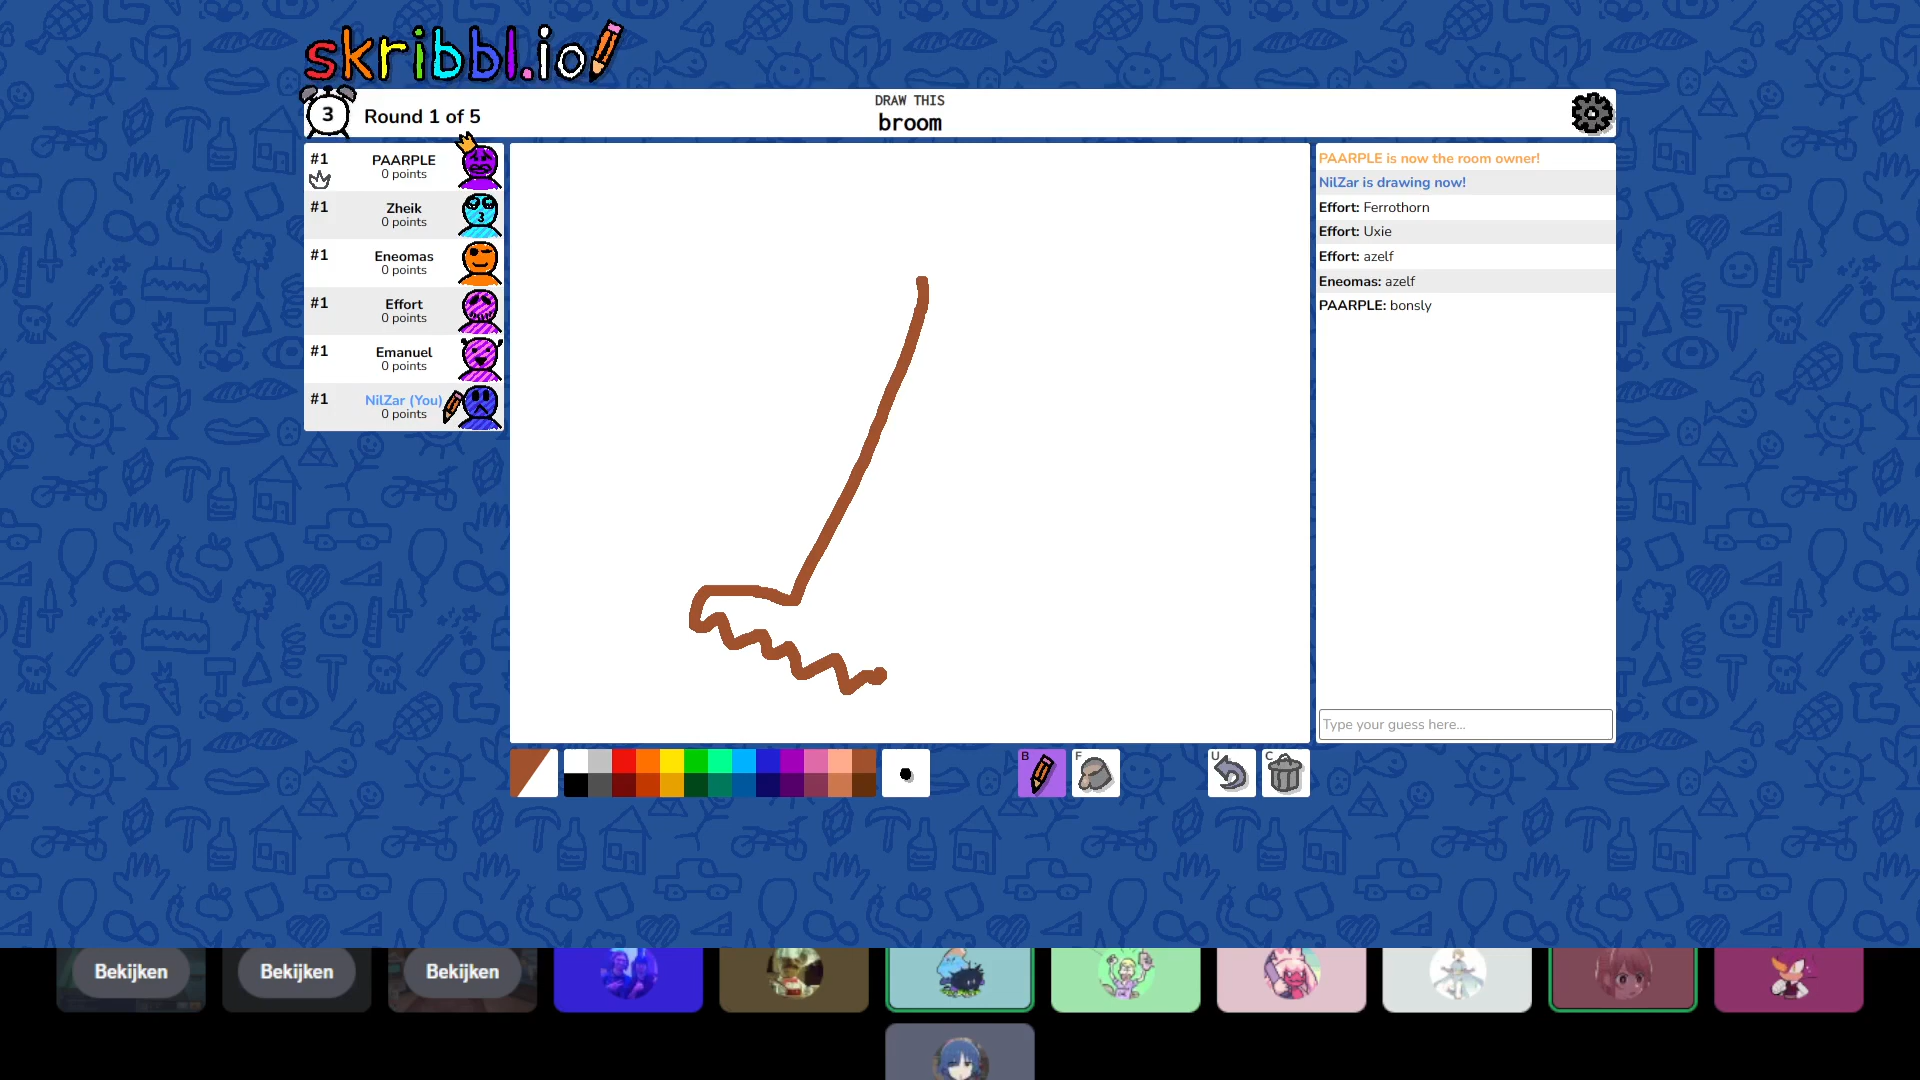 skribbl.io
3
Round 1 of 5
DRAW THIS
broom
#1
PAARPLE
0 points
#1
Zheik
0 points
#1
Eneomas
0 points
#1
Effort
0 points
#1
Emanuel
0 points
#1
NilZar (You)
0 points
PAARPLE is now the room owner!
NilZar is drawing now!
Effort: Ferrothorn
Effort: Uxie
Effort: azelf
Eneomas: azelf
PAARPLE: bonsly
Type your guess here...
B
F
U
C
Bekijken
Bekijken
Bekijken